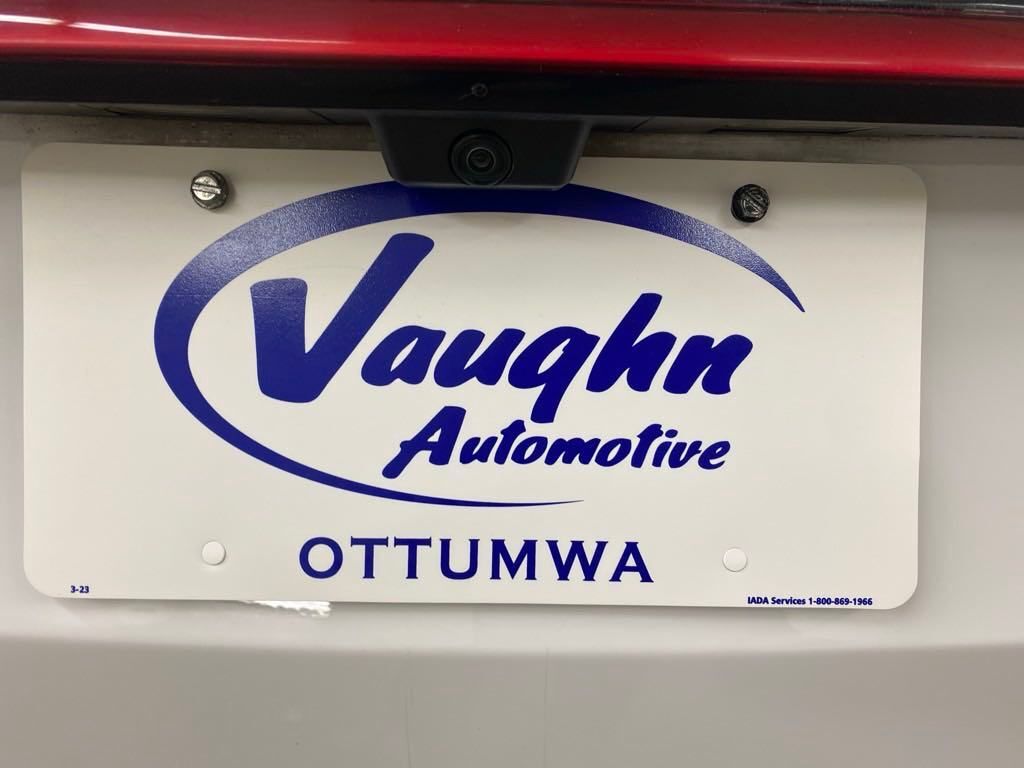 Vaughn
Automotive
OTTUMWA
3-23
IADA Services 1-800-869-1966